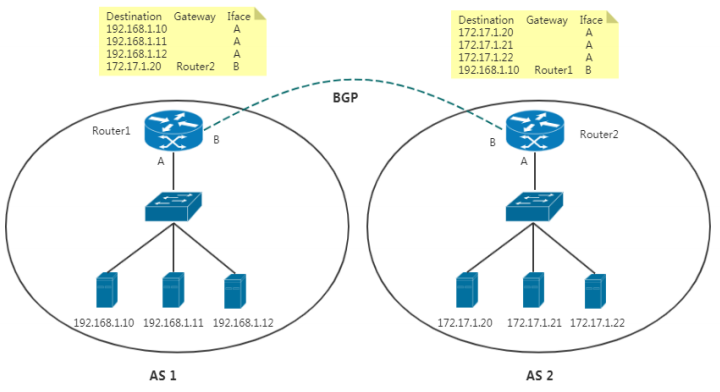 Destination Gateway Iface
192.168.1.10 A
192.168.1.11 A
192.168.1.12 A
172.17.1.20 Router2 B
Destination Gateway Iface
172.17.1.20 A
172.17.1.21 A
172.17.1.22 A
192.168.1.10 Router1 B
BGP
Router1
B
A
B
Router2
A
192.168.1.10 192.168.1.11 192.168.1.12
172.17.1.20 172.17.1.21 172.17.1.22
AS 1
AS 2